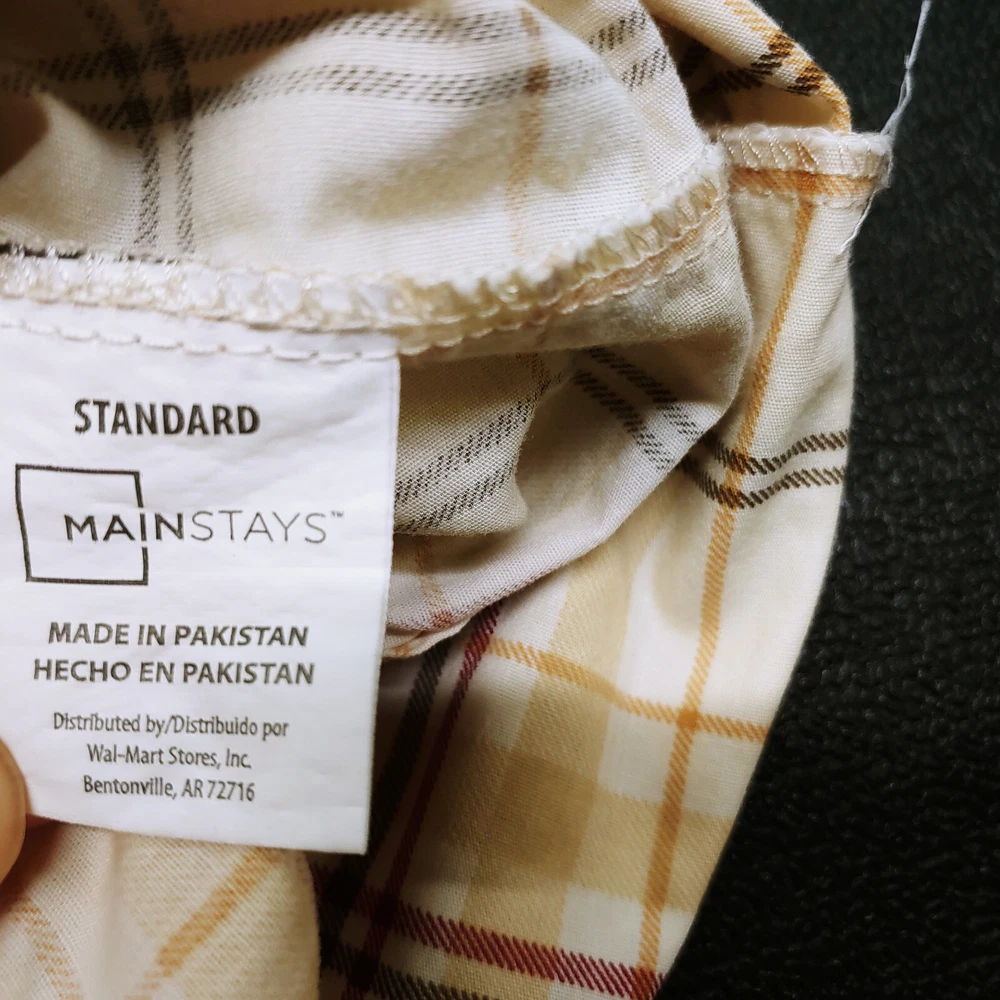 STANDARD
MAINSTAYS™
MADE IN PAKISTAN
HECHO EN PAKISTAN
Distributed by/Distribuido por
Wal-Mart Stores, Inc.
Bentonville, AR 72716